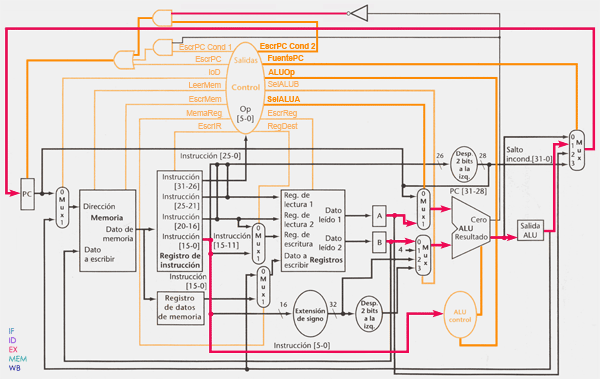 EscrPC Cond 1
EscrPC
IoD
LeerMem
EscrMem
MemaReg
EscrIR
Salidas
Control
Op
[5-0]
EscrPC Cond 2
FuentePC
ALUOp
SelALUB
SelALUA
EscrReg
RegDest
Instrucción [25-0]
26
Desp.
2 bits
a la
izq.
28
Salto
incond.[31-0]
PC [31-28]
0
1
2
3
M
u
x
PC
0
M
u
x
1
Dirección
Memoria
Dato de
memoria
Dato
a escribir
Instrucción
[31-26]
Instrucción
[25-21]
Instrucción
[20-16]
Instrucción
[15-0]
Registro de
instrucción
Instrucción
[15-0]
Registro
de datos
de memoria
[15-11]
0
M
u
x
1
0
M
u
x
1
Reg. de
lectura 1
Reg. de
lectura 2
Reg. de
escritura
Dato a
escribir
Dato
leído 1
Dato
leído 2
Registros
A
B
4
0
M
u
x
1
0
1
2
3
M
u
x
Cero
ALU
Resultado
Salida
ALU
16
Extensión
de signo
32
Desp.
2 bits
a la
izq.
ALU
control
Instrucción [5-0]
IF
ID
EX
MEM
WB